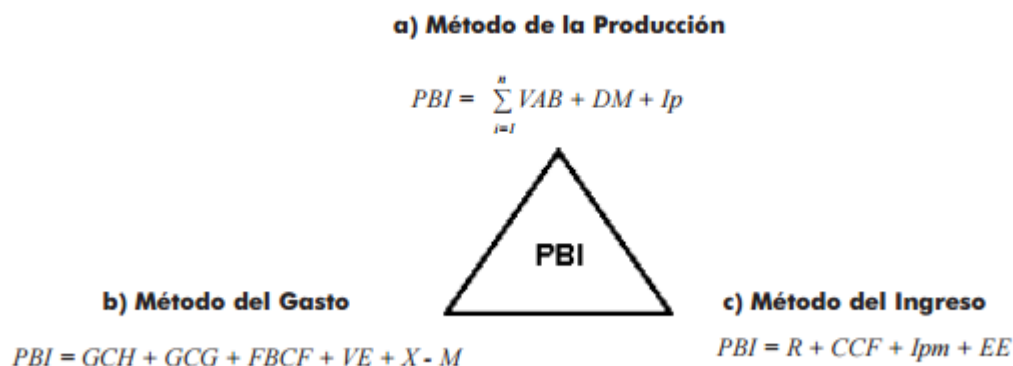 a) Método de la Producción
n
PBI = ∑ VAB + DM + Ip
i=I
PBI
b) Método del Gasto
PBI = GCH + GCG + FBCF + VE + X - M
c) Método del Ingreso
PBI = R + CCF + Ipm + EE